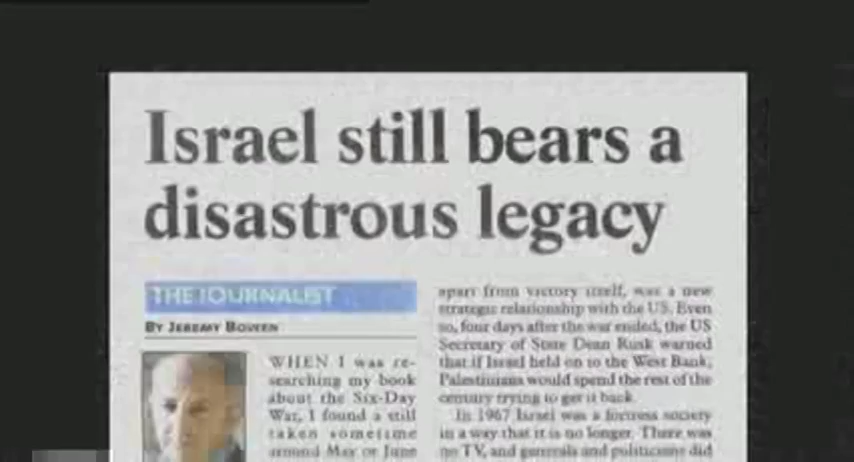 Israel still bears a
disastrous legacy
THE JOURNALIST
BY JEREMY BOWEN
WHEN I was re-
searching my book
about the Six-Day
War, I found a still
taken sometime
around May or June
apart from victory itself, was a new
strategic relationship with the US. Even
so, four days after the war ended, the US
Secretary of State Dean Rusk warned
that if Israel held on to the West Bank,
Palestinians would spend the rest of the
century trying to get it back.
In 1967 Israel was a fortress society
in a way that it is no longer. There was
no TV, and generals and politicians did